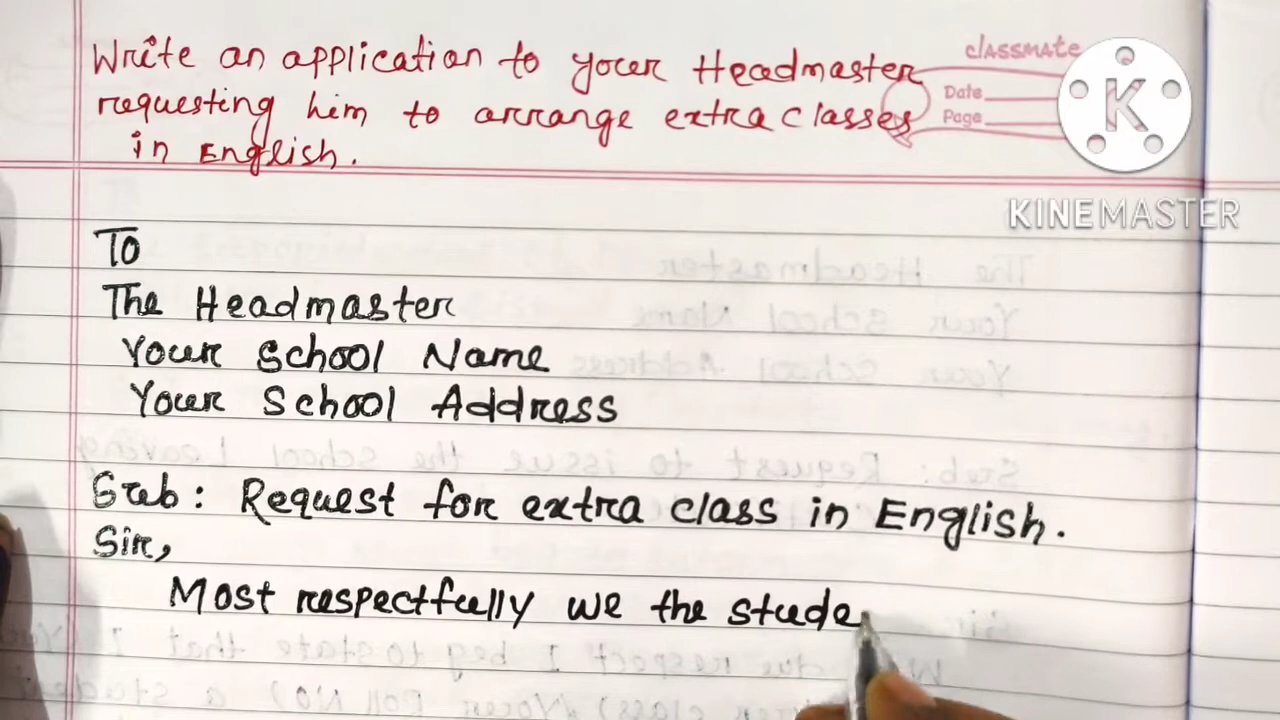 Write an application to your Headmaster
requesting him to arrange extra classes
in English.
classmate
Date
Page
K
KINEMASTER
To
The Headmaster
Your School Name
Your School Address
Sub: Request for extra class in English.
Sir,
Most respectfully we the stude